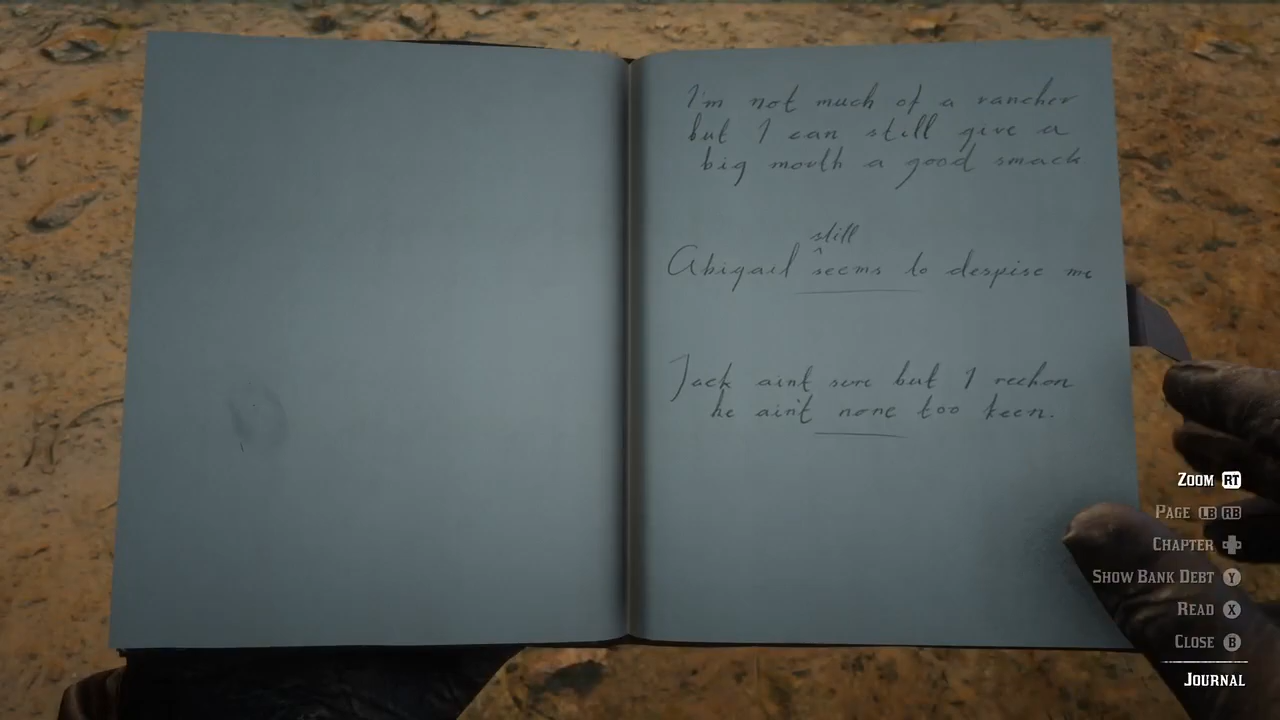 I'm not much of a rancher
but I can still give a
big mouth a good smack
still
Abigail ^ seems to despise me
Jack aint sure but I reckon
he ain't none too keen.
ZOOM RT
PAGE LB RB
CHAPTER
SHOW BANK DEBT Y
READ X
CLOSE B
JOURNAL